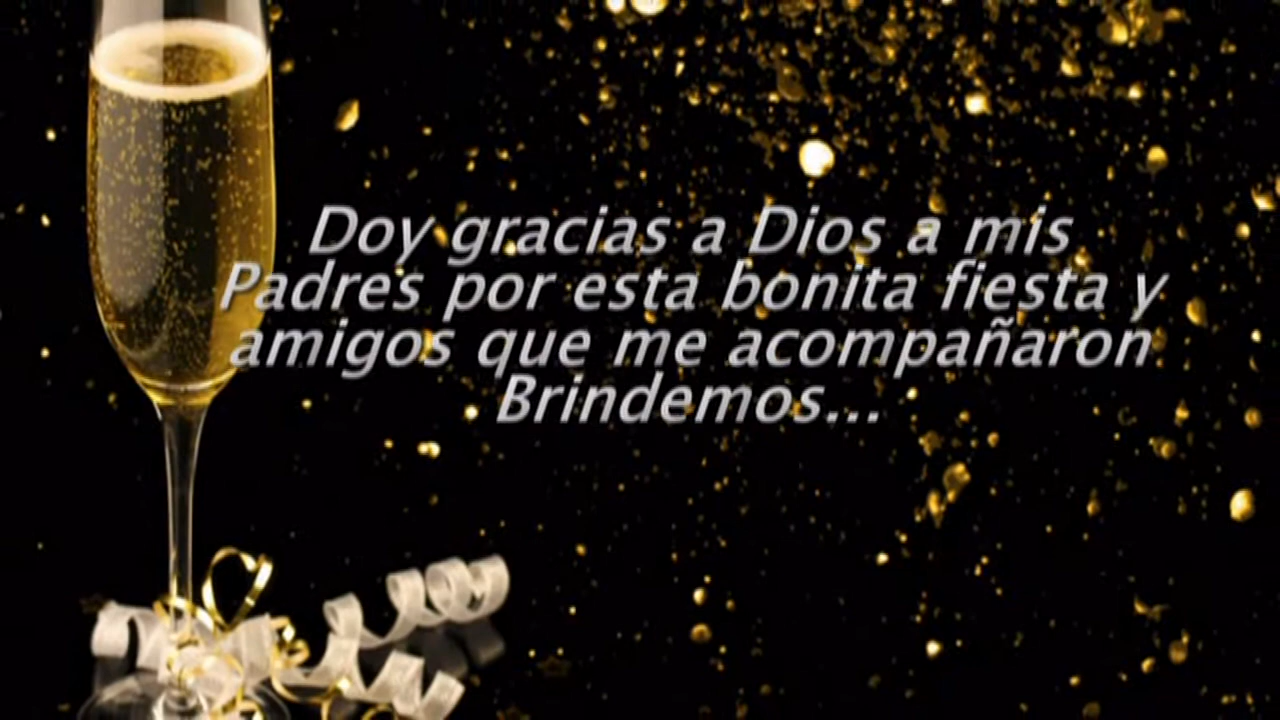 Doy gracias a Dios a mis
Padres por esta bonita fiesta y
amigos que me acompañaron
Brindemos...